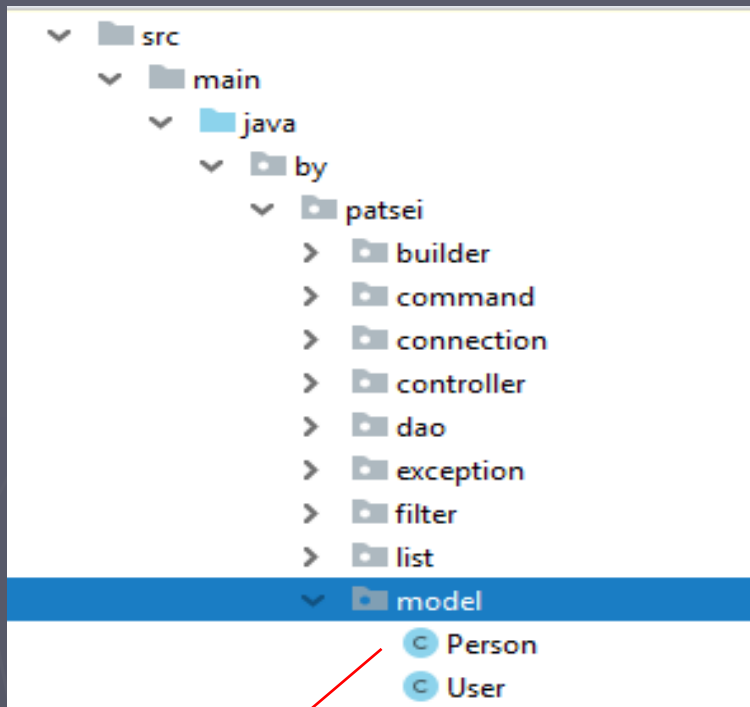 src
main
java
by
patsei
builder
command
connection
controller
dao
exception
filter
list
model
C Person
C User